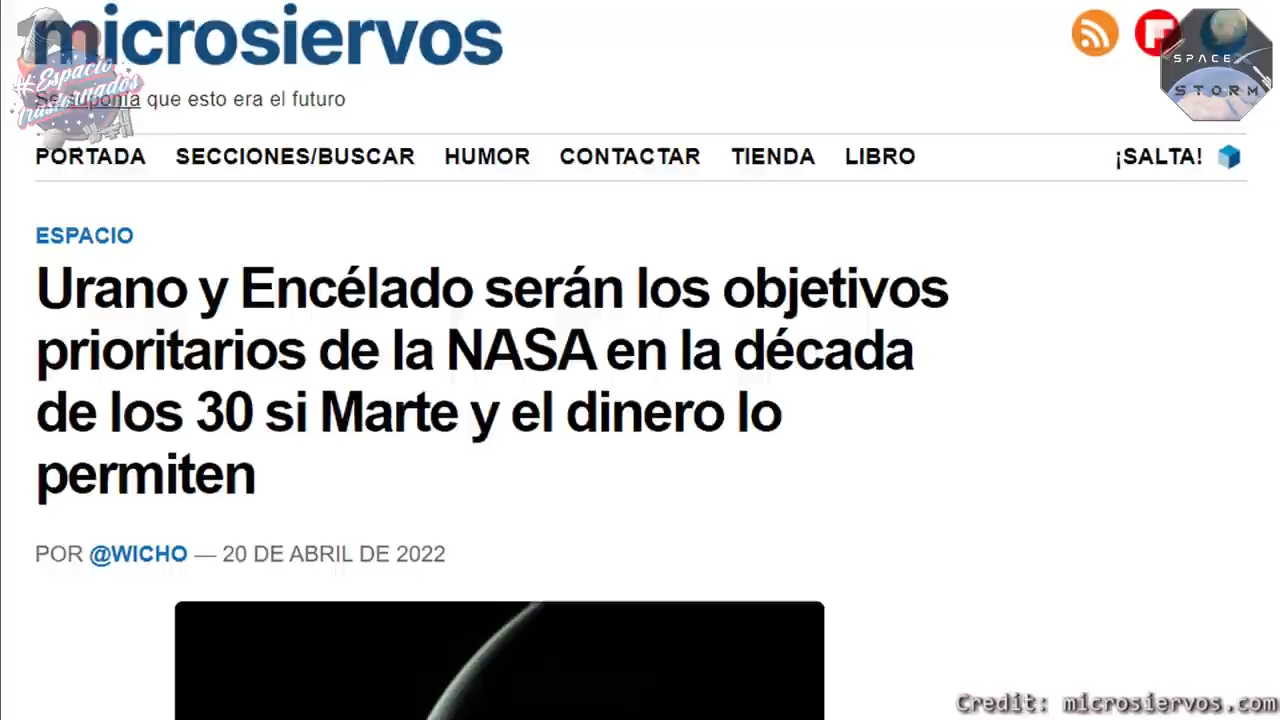 microsiervos
#Espacio
Trastornados
Se suponía que esto era el futuro
SPACE
STORM
PORTADA SECCIONES/BUSCAR HUMOR CONTACTAR TIENDA LIBRO ¡SALTA!
ESPACIO
Urano y Encélado serán los objetivos
prioritarios de la NASA en la década
de los 30 si Marte y el dinero lo
permiten
POR @WICHO — 20 DE ABRIL DE 2022
Credit: microsiervos.com